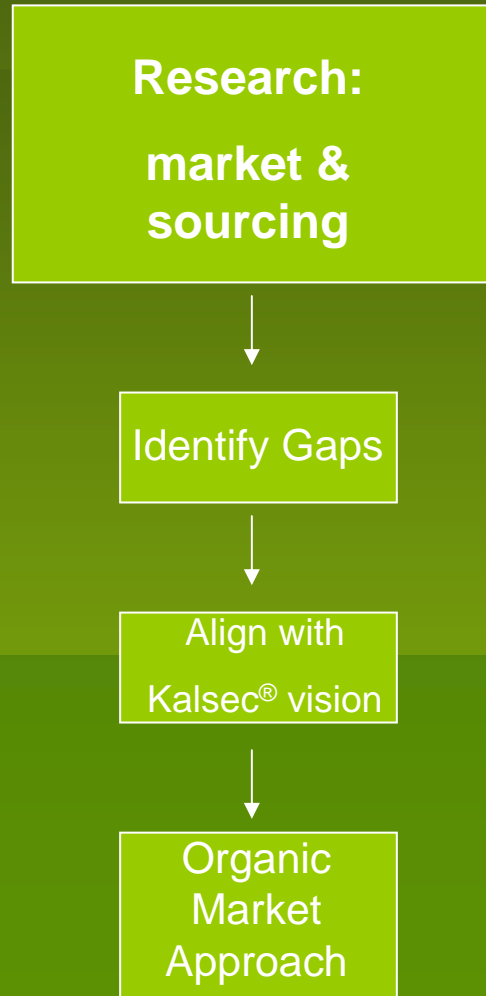 Research:
market &
sourcing
Identify Gaps
Align with
Kalsec® vision
Organic
Market
Approach